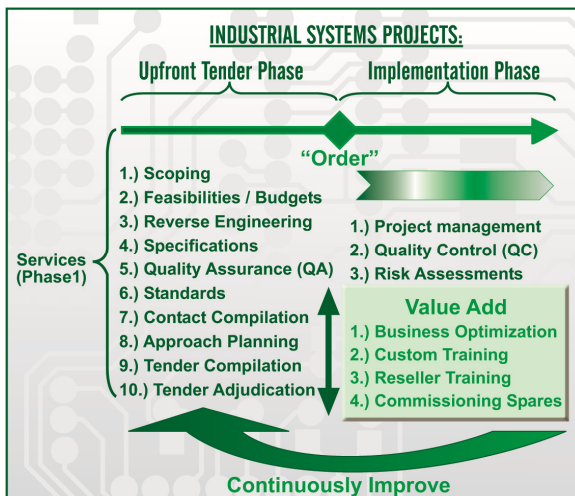 INDUSTRIAL SYSTEMS PROJECTS:
Upfront Tender Phase
Implementation Phase
“Order”
Services
(Phase1)
1.) Scoping
2.) Feasibilities / Budgets
3.) Reverse Engineering
4.) Specifications
5.) Quality Assurance (QA)
6.) Standards
7.) Contact Compilation
8.) Approach Planning
9.) Tender Compilation
10.) Tender Adjudication
1.) Project management
2.) Quality Control (QC)
3.) Risk Assessments
Value Add
1.) Business Optimization
2.) Custom Training
3.) Reseller Training
4.) Commissioning Spares
Continuously Improve